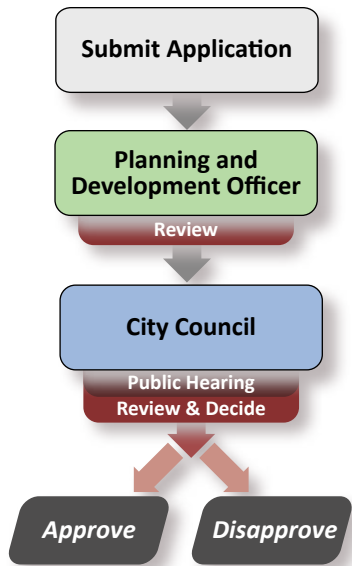 Submit Application
Planning and
Development Officer
Review
City Council
Public Hearing
Review & Decide
Approve
Disapprove